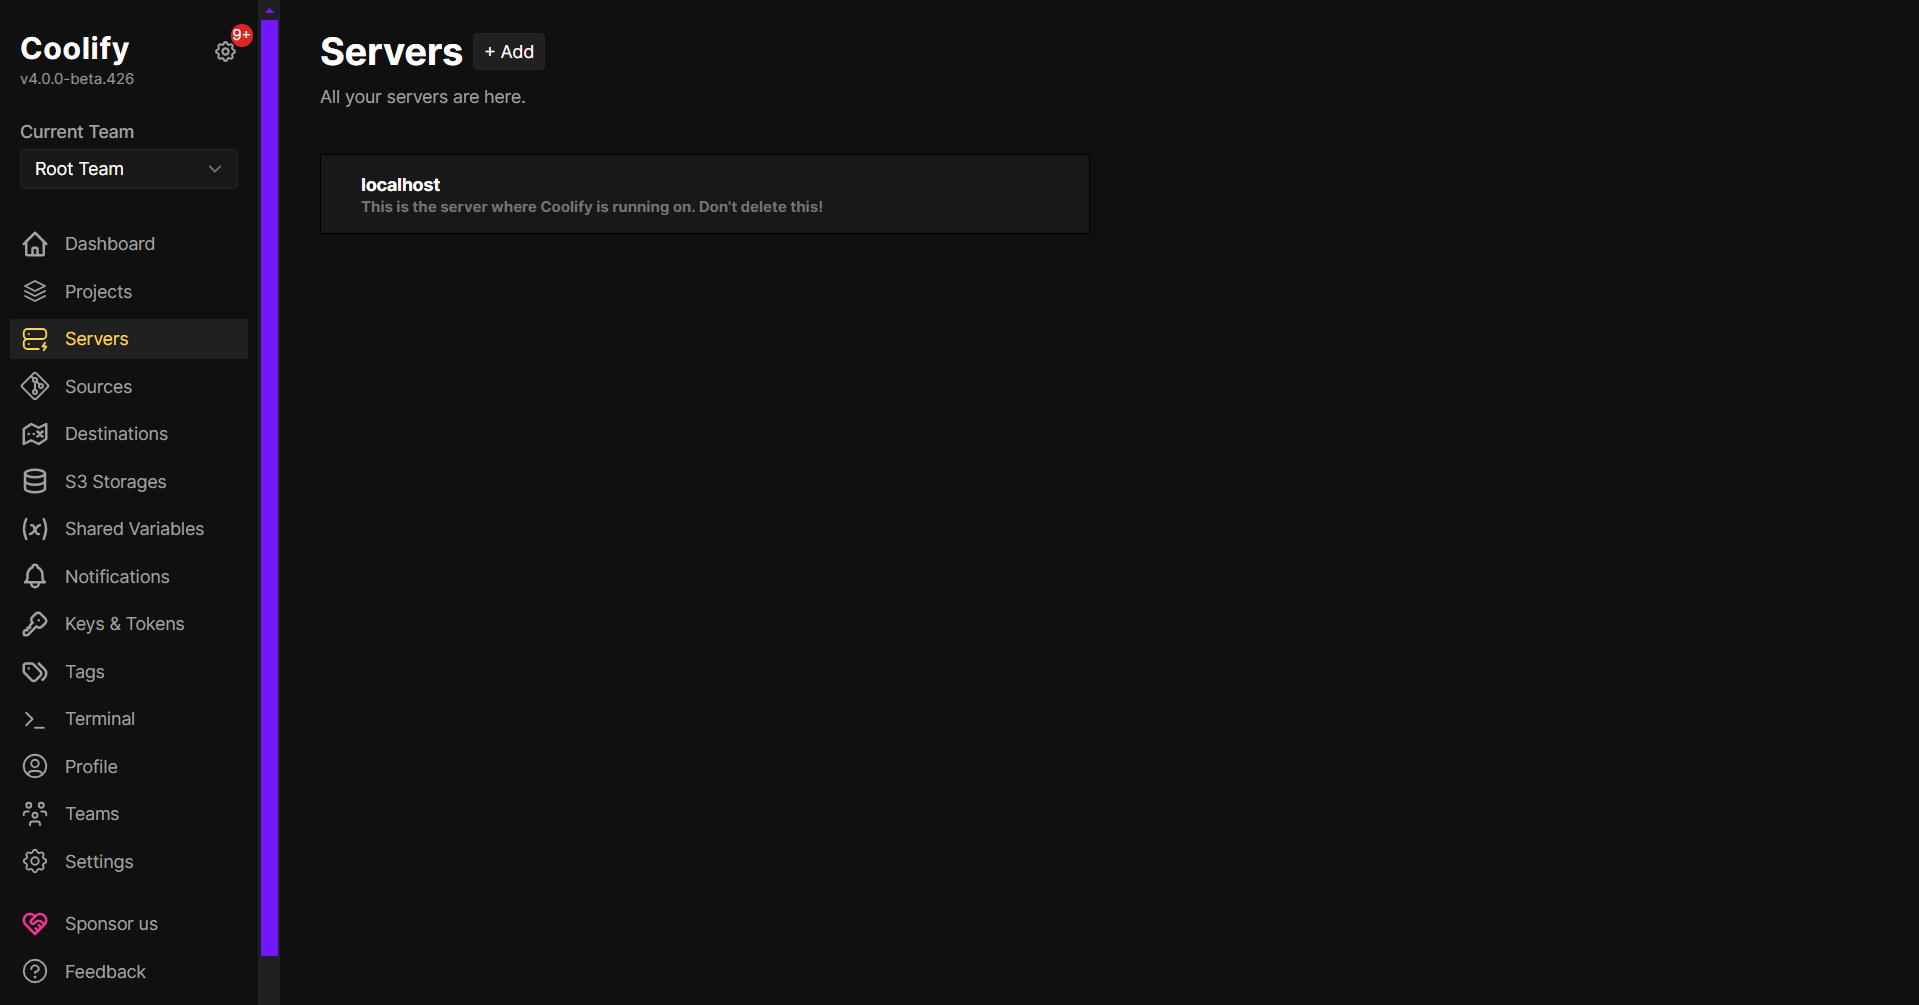 Coolify
9+
v4.0.0-beta.426
Current Team
Root Team
Dashboard
Projects
Servers
Sources
Destinations
S3 Storages
Shared Variables
Notifications
Keys & Tokens
Tags
Terminal
Profile
Teams
Settings
Sponsor us
Feedback
Servers
+ Add
All your servers are here.
localhost
This is the server where Coolify is running on. Don't delete this!